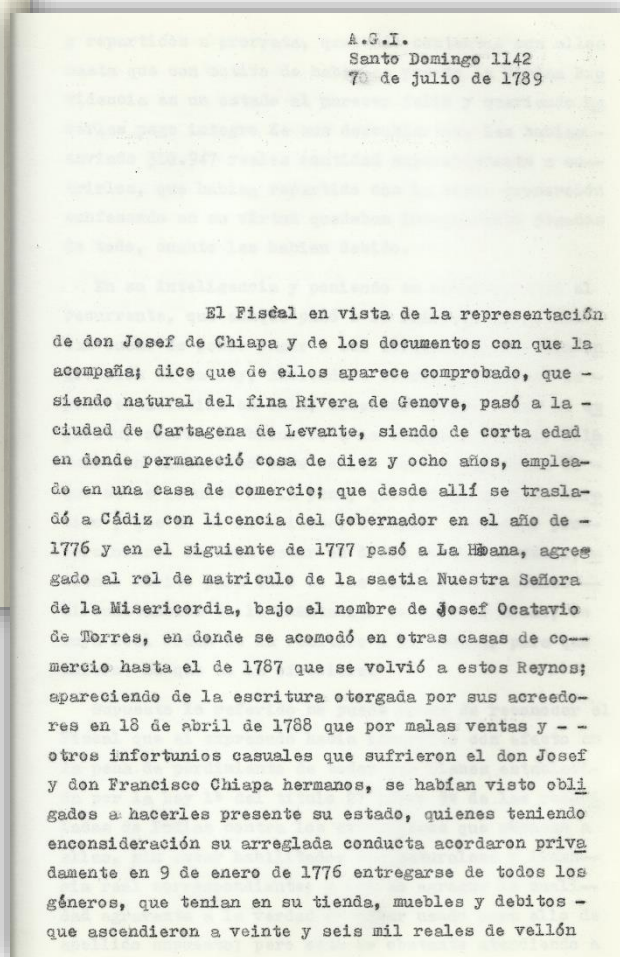 A.G.I.
Santo Domingo 1142
70 de julio de 1789
El Fiscal en vista de la representación
de don Josef de Chiapa y de los documentos con que la
acompaña; dice que de ellos aparece comprobado, que -
siendo natural del fina Rivera de Genove, pasó a la -
ciudad de Cartagena de Levante, siendo de corta edad
en donde permaneció cosa de diez y ocho años, emplea-
do en una casa de comercio; que desde allí se trasla-
dó a Cádiz con licencia del Gobernador en el año de -
1776 y en el siguiente de 1777 pasó a La Habana, agreg
gado al rol de matriculo de la saetia Nuestra Señora
de la Misericordia, bajo el nombre de Josef Ocatavio
de Torres, en donde se acomodó en otras casas de co--
mercio hasta el de 1787 que se volvió a estos Reynos;
apareciendo de la escritura otorgada por sus acreedo-
res en 18 de abril de 1788 que por malas ventas y - -
otros infortunios casuales que sufrieron el don Josef
y don Francisco Chiapa hermanos, se habían visto obli
gados a hacerles presente su estado, quienes teniendo
enconsideración su arreglada conducta acordaron priva
damente en 9 de enero de 1776 entregarse de todos los
géneros, que tenian en su tienda, muebles y debitos -
que ascendieron a veinte y seis mil reales de vellón